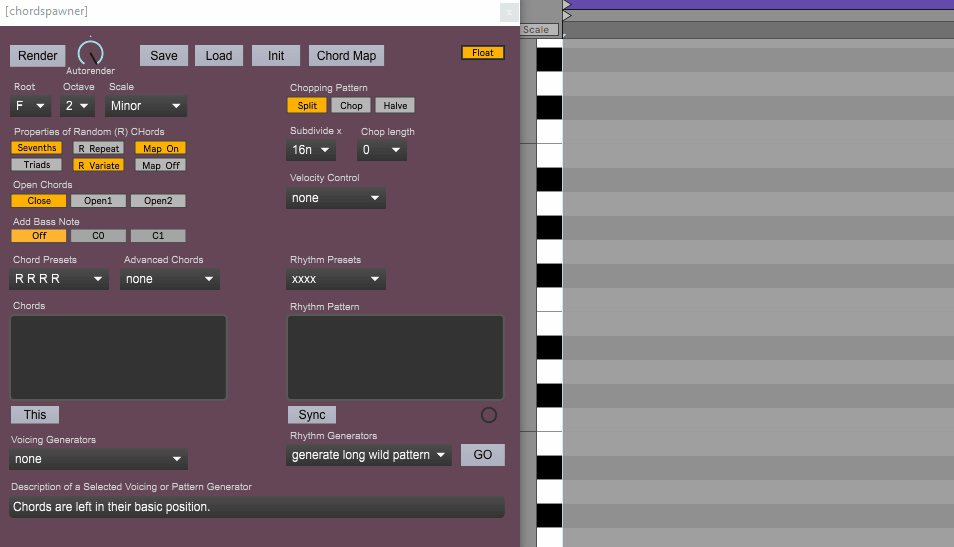 [chordspawner] x
Scale
Render Autorender Save Load Init Chord Map Float
Root Octave Scale
F 2 Minor
Chopping Pattern
Split Chop Halve
Properties of Random (R) CHords
Sevenths R Repeat Map On
Triads R Variate Map Off
Subdivide x Chop length
16n 0
Open Chords
Close Open1 Open2
Velocity Control
none
Add Bass Note
Off C0 C1
Chord Presets Advanced Chords
R R R R none
Rhythm Presets
xxxx
Chords
Rhythm Pattern
This
Sync
Voicing Generators
none
Rhythm Generators
generate long wild pattern GO
Description of a Selected Voicing or Pattern Generator
Chords are left in their basic position.